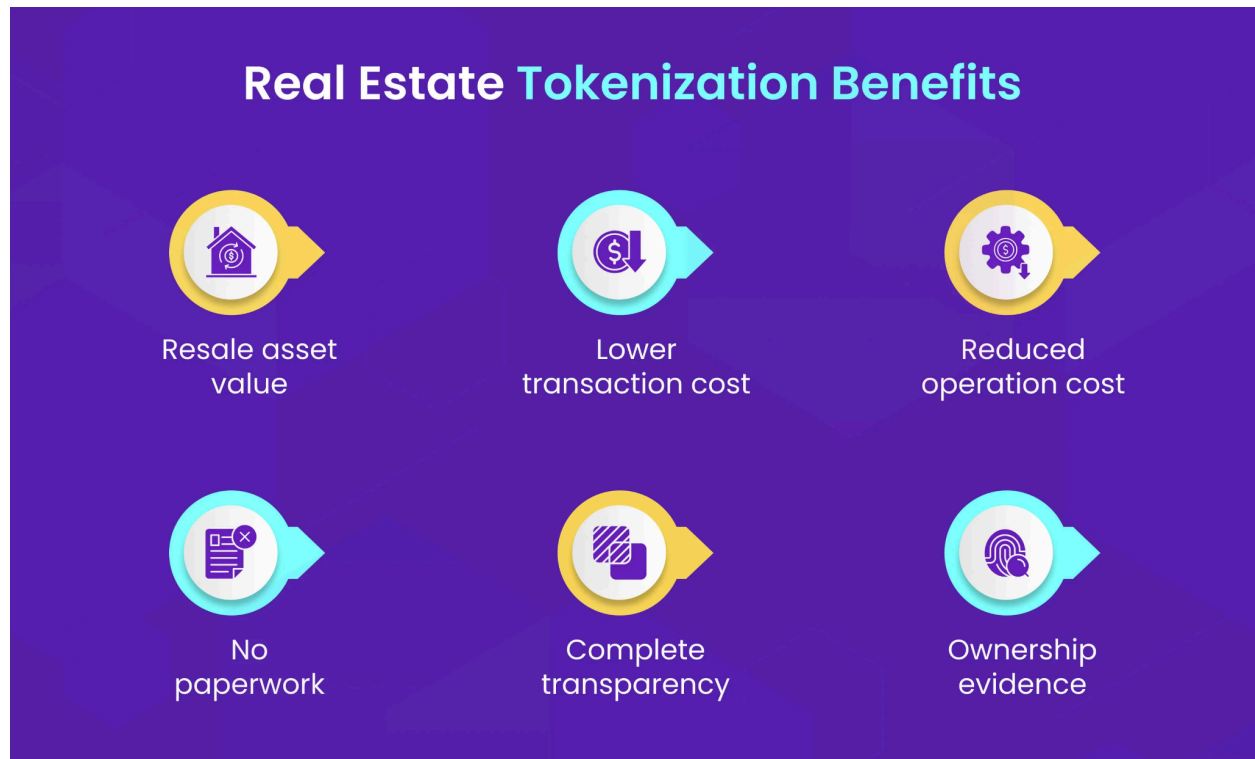 Real Estate Tokenization Benefits
Resale asset
value
Lower
transaction cost
Reduced
operation cost
No
paperwork
Complete
transparency
Ownership
evidence